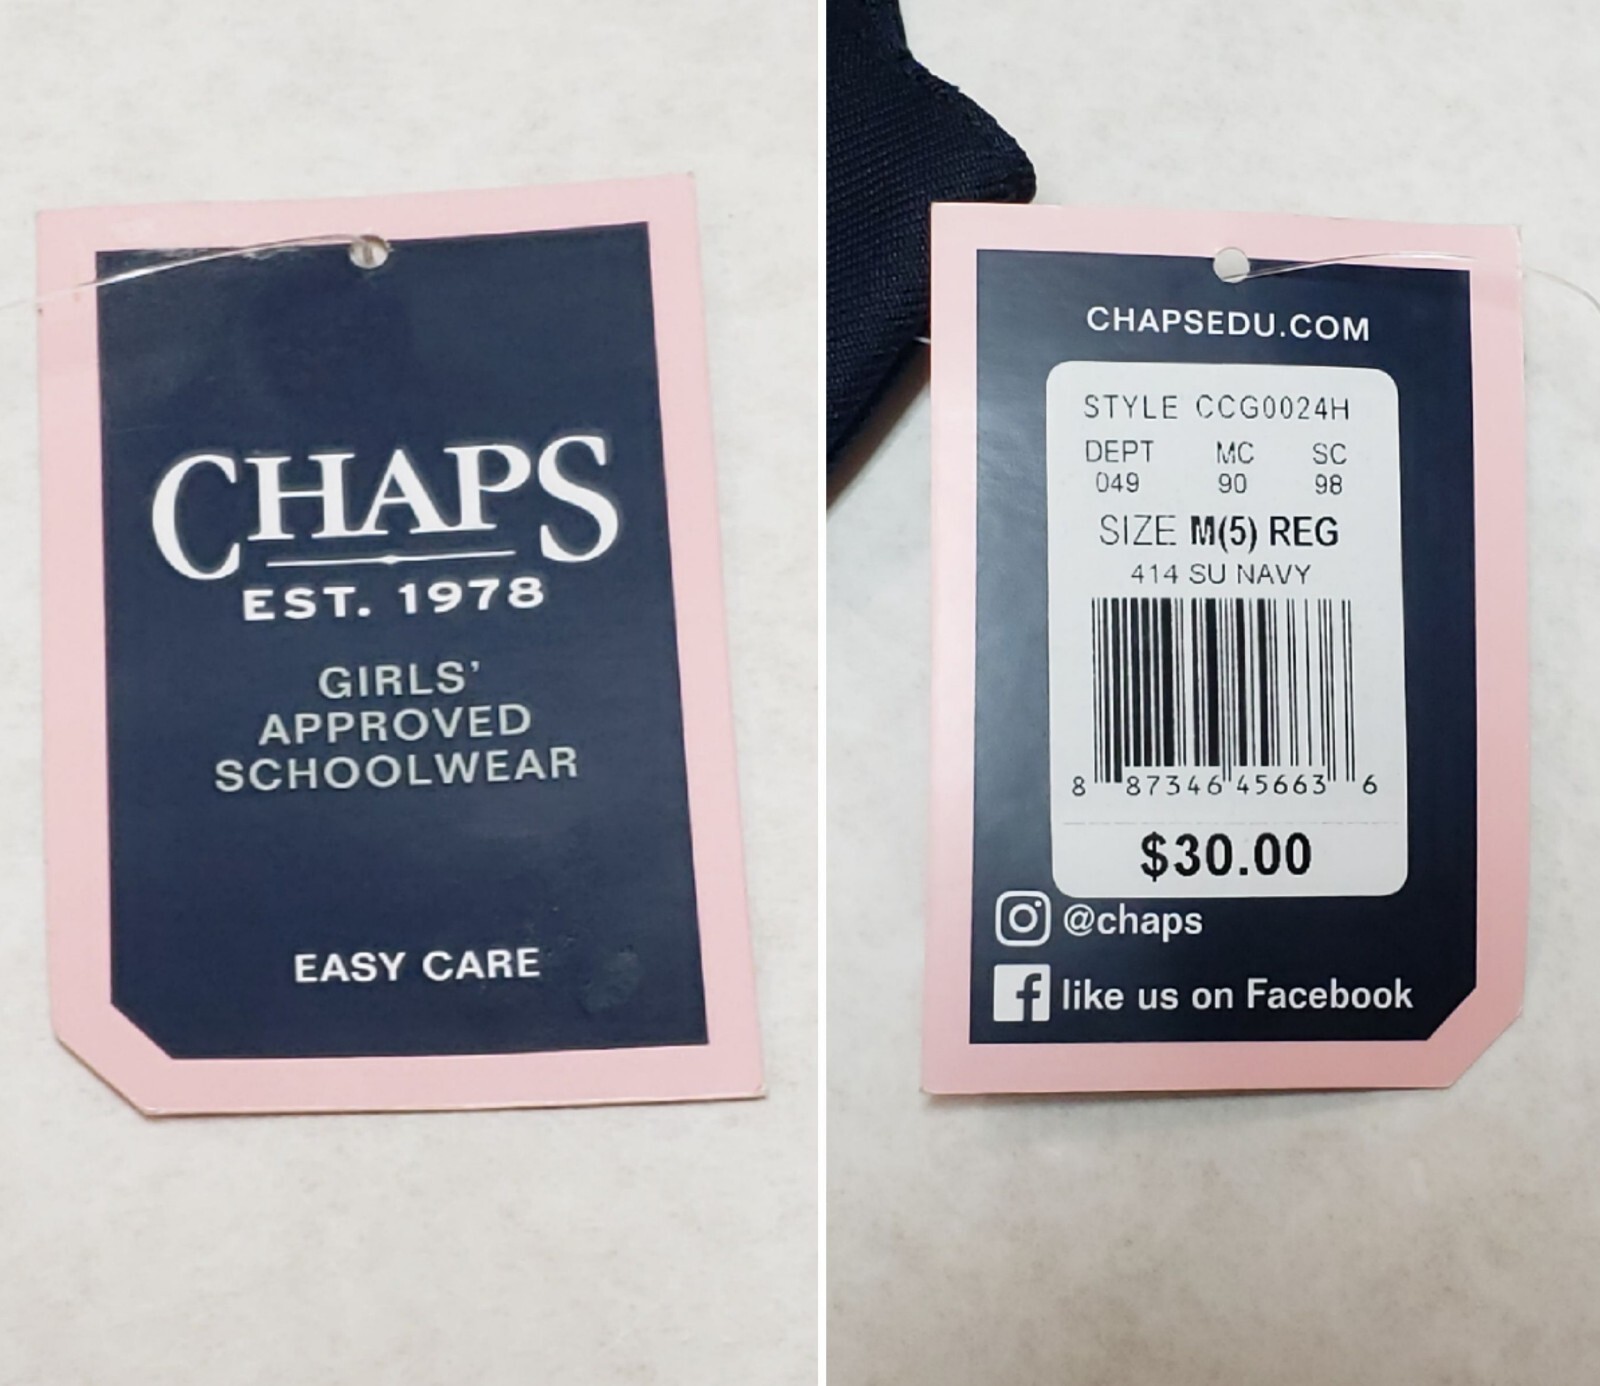 CHAPS
EST. 1978
GIRLS'
APPROVED
SCHOOLWEAR
EASY CARE
CHAPSEDU.COM
STYLE CCG0024H
DEPT MC SC
049 90 98
SIZE M(5) REG
414 SU NAVY
8 87346 45663 6
$30.00
@chaps
f like us on Facebook